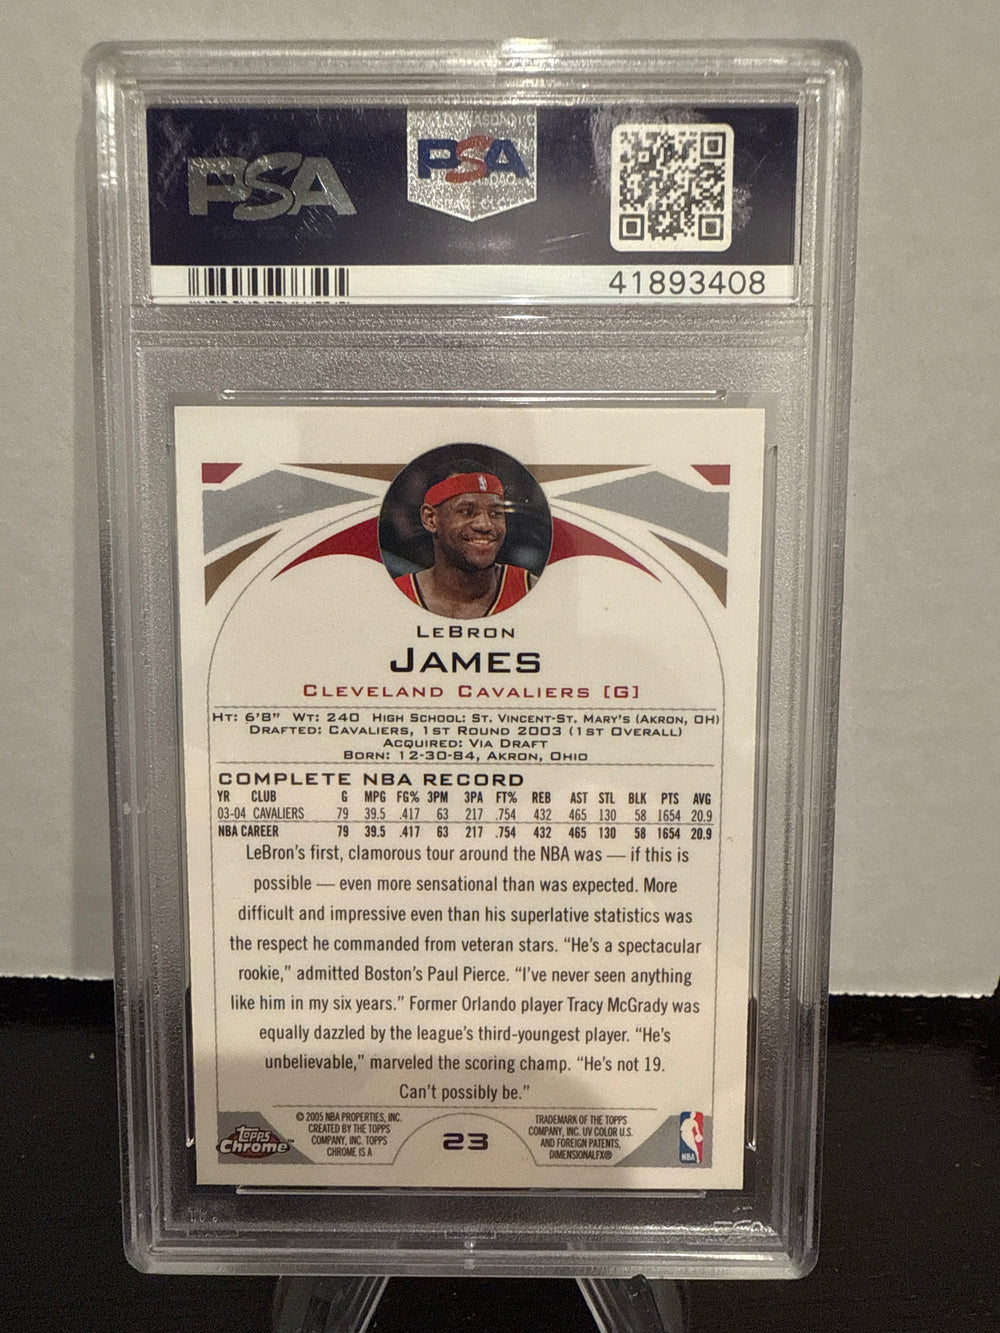 PSA
PSA
41893408
LEBRON
JAMES
CLEVELAND CAVALIERS [G]
HT: 6'8" WT: 240 HIGH SCHOOL: ST. VINCENT-ST. MARY'S (AKRON, OH)
DRAFTED: CAVALIERS, 1ST ROUND 2003 (1ST OVERALL)
ACQUIRED: VIA DRAFT
BORN: 12-30-84, AKRON, OHIO
COMPLETE NBA RECORD
YR CLUB G MPG FG% 3PM 3PA FT% REB AST STL BLK PTS AVG
03-04 CAVALIERS 79 39.5 .417 63 217 .754 432 465 130 58 1654 20.9
NBA CAREER 79 39.5 .417 63 217 .754 432 465 130 58 1654 20.9
LeBron's first, clamorous tour around the NBA was — if this is
possible — even more sensational than was expected. More
difficult and impressive even than his superlative statistics was
the respect he commanded from veteran stars. "He's a spectacular
rookie," admitted Boston's Paul Pierce. "I've never seen anything
like him in my six years." Former Orlando player Tracy McGrady was
equally dazzled by the league's third-youngest player. "He's
unbelievable," marveled the scoring champ. "He's not 19.
Can't possibly be."
Topps
Chrome™
© 2005 NBA PROPERTIES, INC.
CREATED BY THE TOPPS
COMPANY, INC. TOPPS
CHROME IS A
23
TRADEMARK OF THE TOPPS
COMPANY, INC. UV COLOR U.S.
AND FOREIGN PATENTS,
DIMENSIONALFX®
NBA